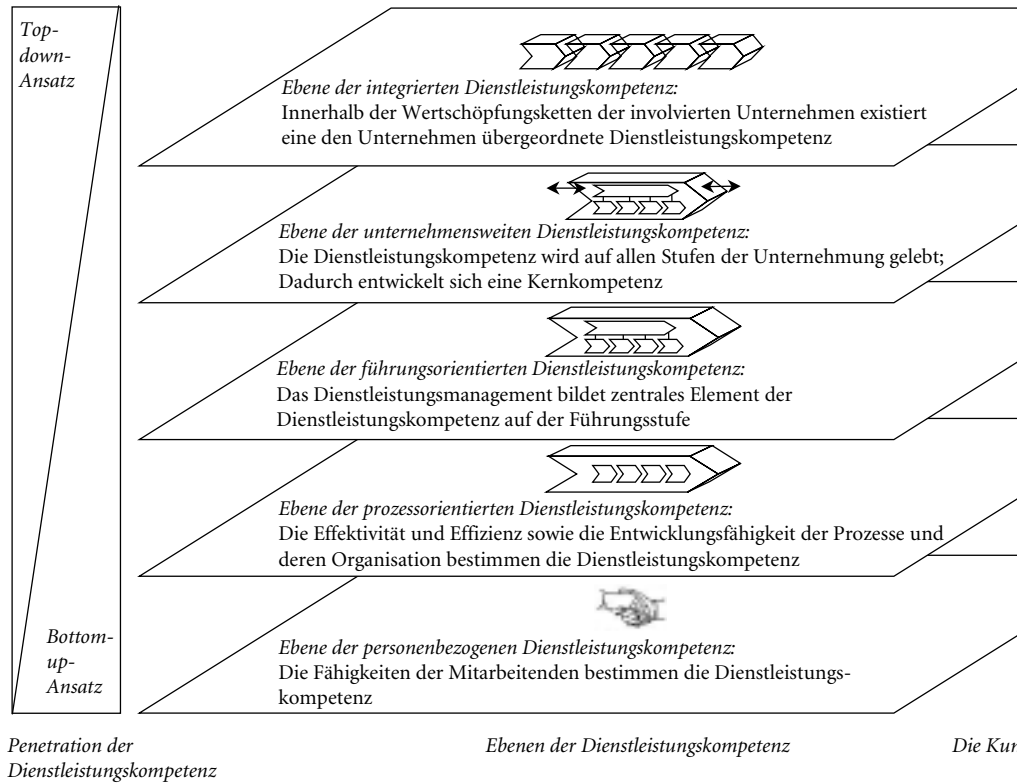 Top-
down-
Ansatz
Ebene der integrierten Dienstleistungskompetenz:
Innerhalb der Wertschöpfungsketten der involvierten Unternehmen existiert
eine den Unternehmen übergeordnete Dienstleistungskompetenz
Ebene der unternehmensweiten Dienstleistungskompetenz:
Die Dienstleistungskompetenz wird auf allen Stufen der Unternehmung gelebt;
Dadurch entwickelt sich eine Kernkompetenz
Ebene der führungsorientierten Dienstleistungskompetenz:
Das Dienstleistungsmanagement bildet zentrales Element der
Dienstleistungskompetenz auf der Führungsstufe
Ebene der prozessorientierten Dienstleistungskompetenz:
Die Effektivität und Effizienz sowie die Entwicklungsfähigkeit der Prozesse und
deren Organisation bestimmen die Dienstleistungskompetenz
Bottom-
up-
Ansatz
Ebene der personenbezogenen Dienstleistungskompetenz:
Die Fähigkeiten der Mitarbeitenden bestimmen die Dienstleistungs-
kompetenz
Penetration der
Dienstleistungskompetenz
Ebenen der Dienstleistungskompetenz
Die